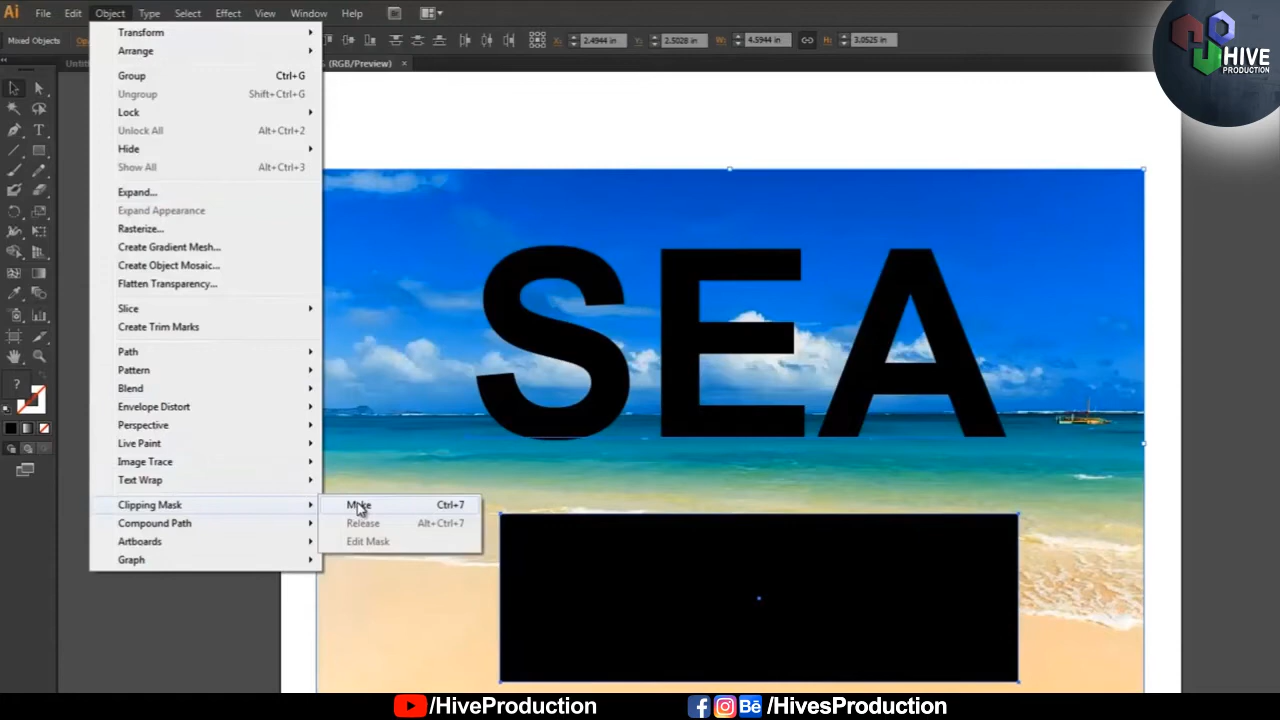 Ai File Edit Object Type Select Effect View Window Help
Mixed Objects X: 2.4944 in Y: 2.5028 in W: 4.5944 in H: 3.0525 in
(RGB/Preview) ×
HIVE
PRODUCTION
Transform
Arrange
Group Ctrl+G
Ungroup Shift+Ctrl+G
Lock
Unlock All Alt+Ctrl+2
Hide
Show All Alt+Ctrl+3
Expand...
Expand Appearance
Rasterize...
Create Gradient Mesh...
Create Object Mosaic...
Flatten Transparency...
Slice
Create Trim Marks
Path
Pattern
Blend
Envelope Distort
Perspective
Live Paint
Image Trace
Text Wrap
Clipping Mask
Compound Path
Artboards
Graph
Make Ctrl+7
Release Alt+Ctrl+7
Edit Mask
SEA
/HiveProduction Bē /HivesProduction